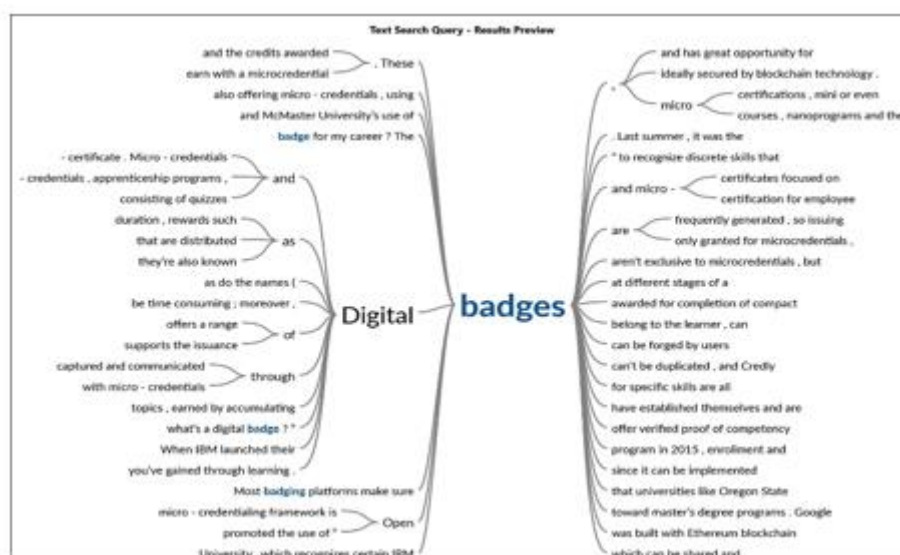 Text Search Query - Results Preview
and the credits awarded
earn with a microcredential
. These
also offering micro - credentials , using
and McMaster University's use of
badge for my career ? The
- certificate . Micro - credentials
- credentials , apprenticeship programs ,
consisting of quizzes
and
duration , rewards such
that are distributed
they're also known
as
as do the names (
be time consuming ; moreover ,
offers a range
supports the issuance
of
captured and communicated
with micro - credentials
through
topics , earned by accumulating
what's a digital badge ? "
When IBM launched their
you've gained through learning .
Digital
Most badging platforms make sure
micro - credentialing framework is
promoted the use of "
Open
University , which recognizes certain IBM
badges
,
and has great opportunity for
ideally secured by blockchain technology .
micro
certifications , mini or even
courses , nanoprograms and the
. Last summer , it was the
" to recognize discrete skills that
and micro -
certificates focused on
certification for employee
are
frequently generated , so issuing
only granted for microcredentials ,
aren't exclusive to microcredentials , but
at different stages of a
awarded for completion of compact
belong to the learner , can
can be forged by users
can't be duplicated , and Credly
for specific skills are all
have established themselves and are
offer verified proof of competency
program in 2015 , enrollment and
since it can be implemented
that universities like Oregon State
toward master's degree programs . Google
was built with Ethereum blockchain
which can be shared and